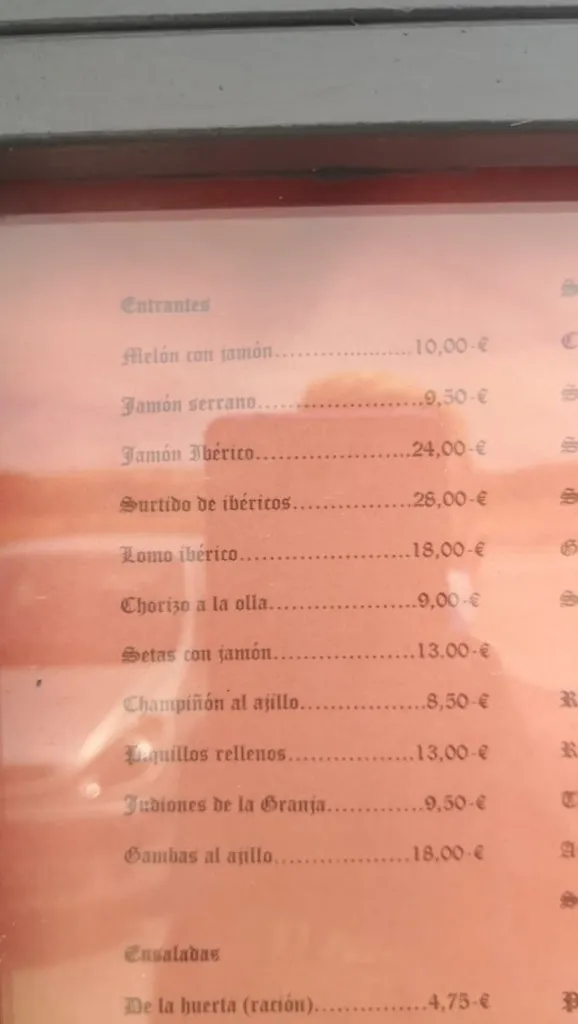 Entrantes
Melón con jamón.....................10,00-€
Jamón serrano.........................9,50-€
Jamón Ibérico........................24,00-€
Surtido de ibéricos..................26,00-€
Lomo ibérico..........................18,00-€
Chorizo a la olla......................9,00-€
Setas con jamón.....................13.00-€
Champiñón al ajillo...................8,50-€
Piquillos rellenos...................13,00-€
Judiones de la Granja...............9,50-€
Gambas al ajillo.....................18,00-€
Ensaladas
De la huerta (ración).................4,75-€